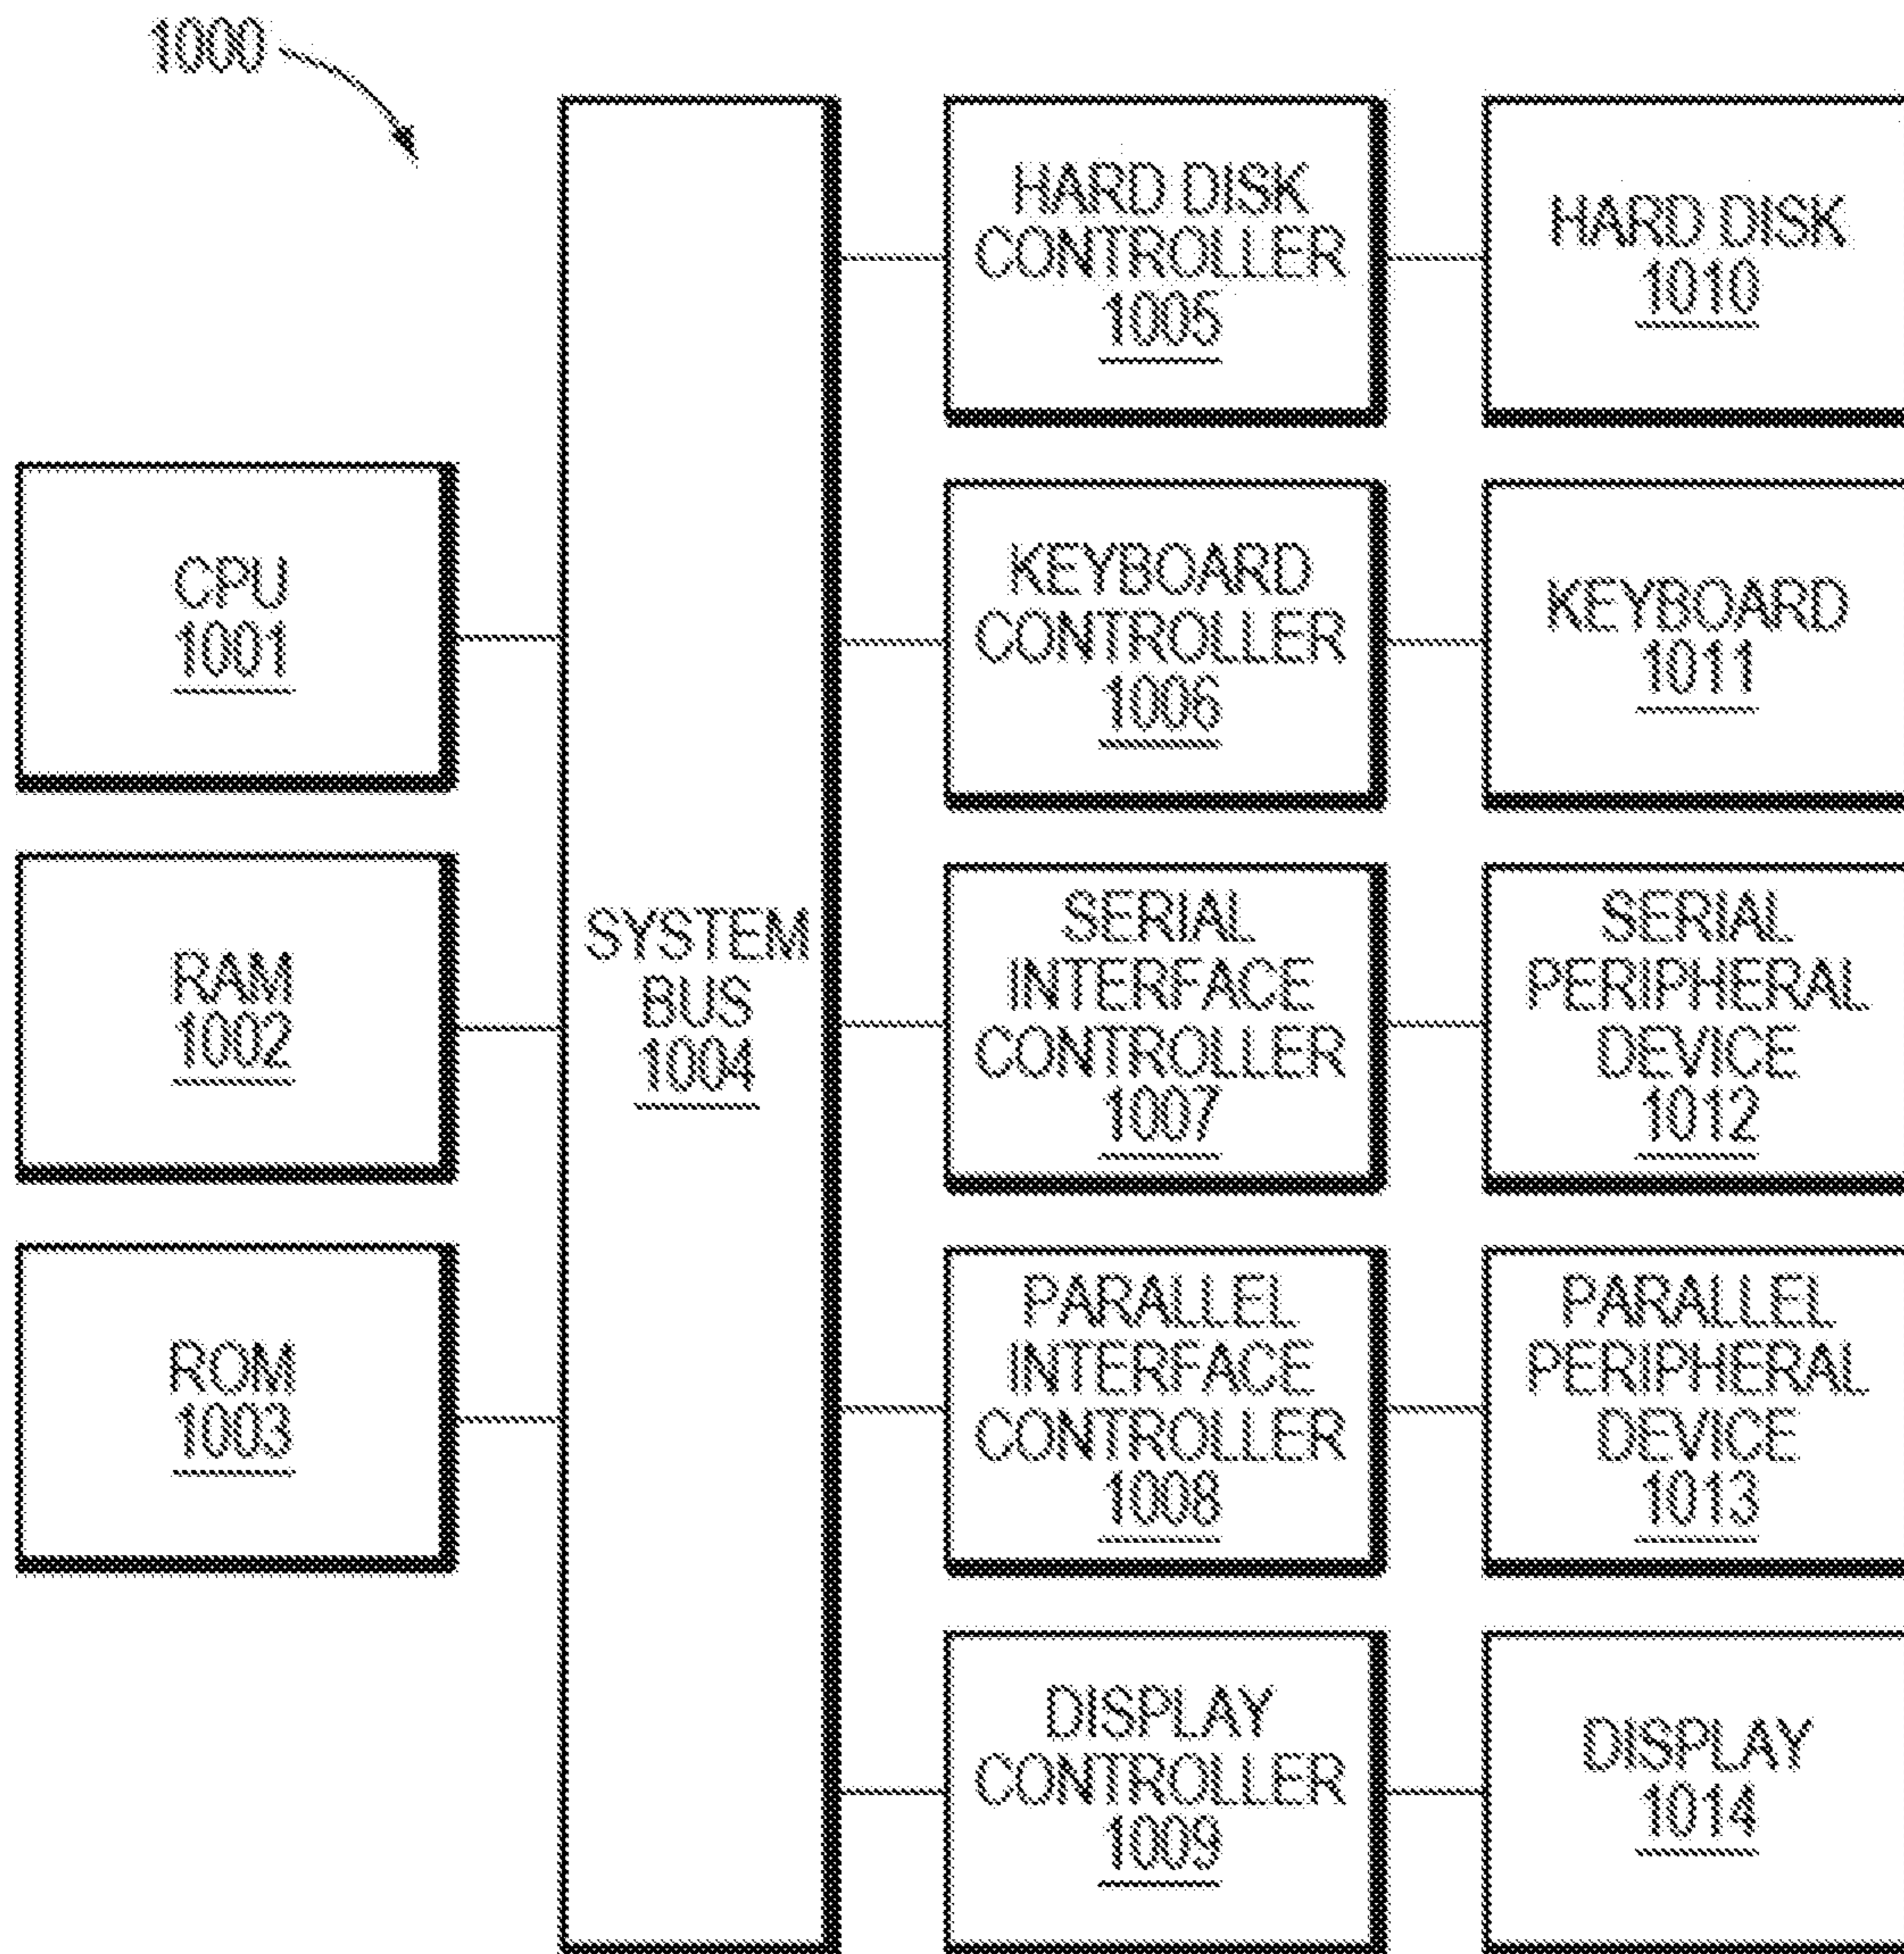 1000
CPU
1001
RAM
1002
ROM
1003
SYSTEM
BUS
1004
HARD DISK
CONTROLLER
1005
HARD DISK
1010
KEYBOARD
CONTROLLER
1006
KEYBOARD
1011
SERIAL
INTERFACE
CONTROLLER
1007
SERIAL
PERIPHERAL
DEVICE
1012
PARALLEL
INTERFACE
CONTROLLER
1008
PARALLEL
PERIPHERAL
DEVICE
1013
DISPLAY
CONTROLLER
1009
DISPLAY
1014